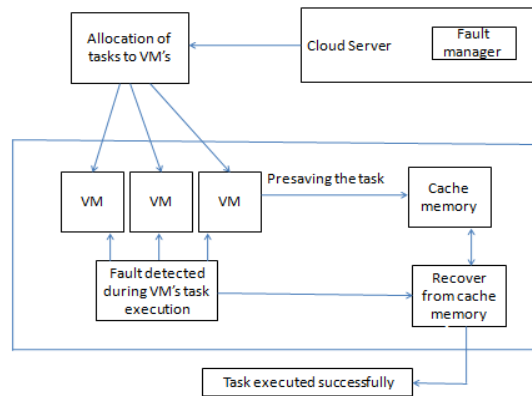 Allocation of
tasks to VM's
Cloud Server
Fault
manager
VM
VM
VM
Presaving the task
Cache
memory
Fault detected
during VM's task
execution
Recover
from cache
memory
Task executed successfully